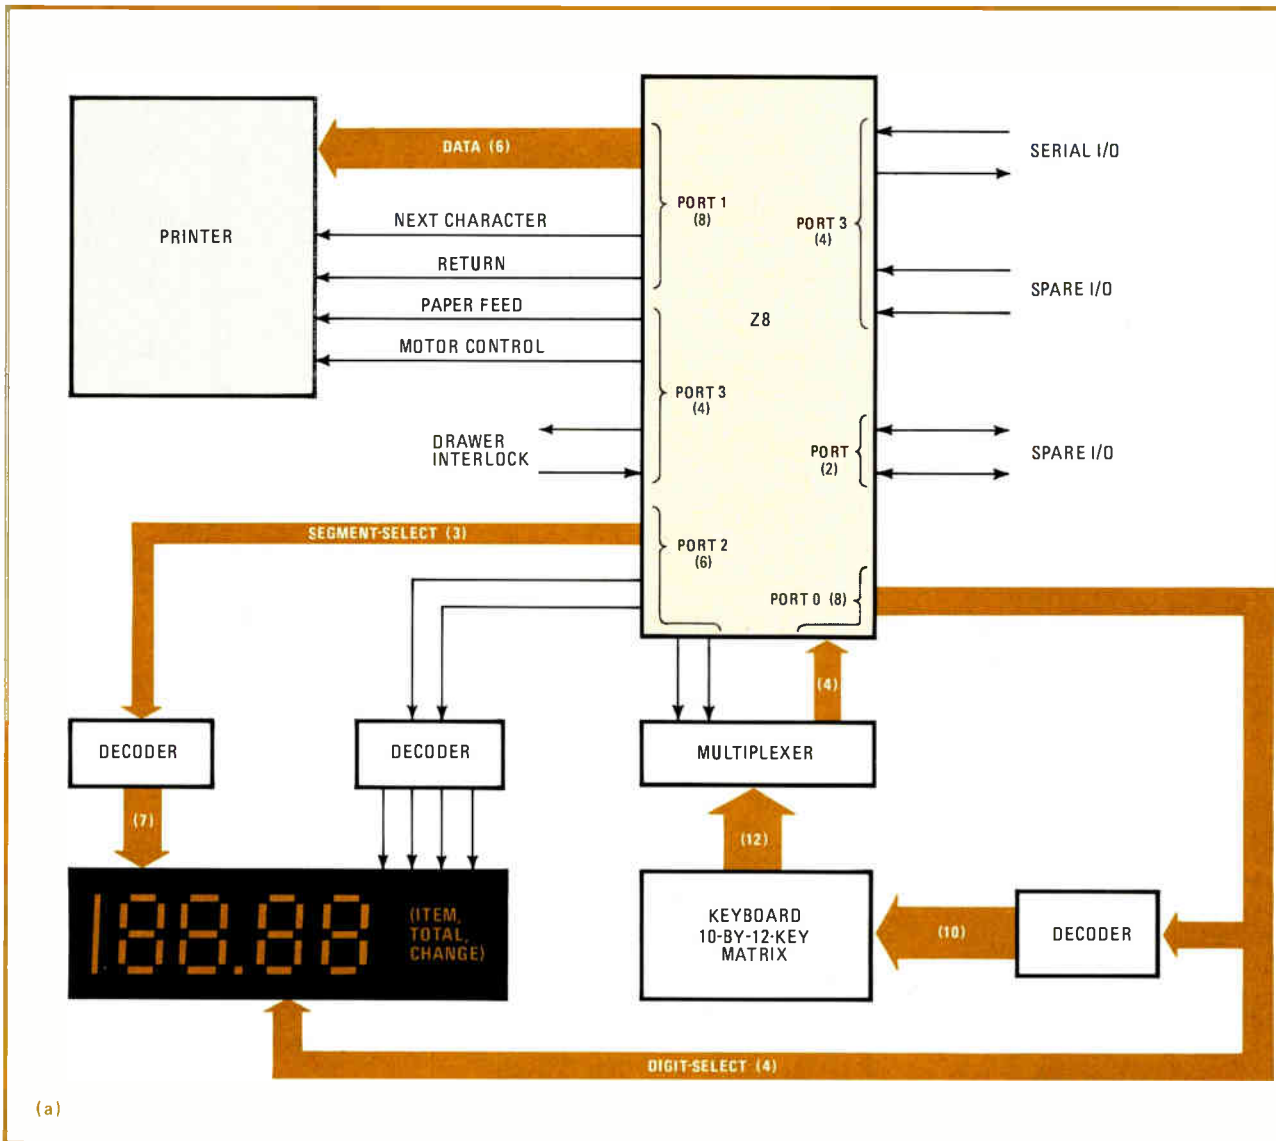 DATA (6)
NEXT CHARACTER
RETURN
PAPER FEED
MOTOR CONTROL
PRINTER
DRAWER
INTERLOCK
PORT 1
(8)
PORT 3
(4)
PORT 2
(6)
Z8
PORT 3
(4)
PORT
(2)
PORT 0 (8)
SERIAL I/O
SPARE I/O
SPARE I/O
SEGMENT-SELECT (3)
DECODER
DECODER
(7)
(4)
MULTIPLEXER
(12)
KEYBOARD
10-BY-12-KEY
MATRIX
(10)
DECODER
188.88
(ITEM,
TOTAL,
CHANGE)
DIGIT-SELECT (4)
(a)